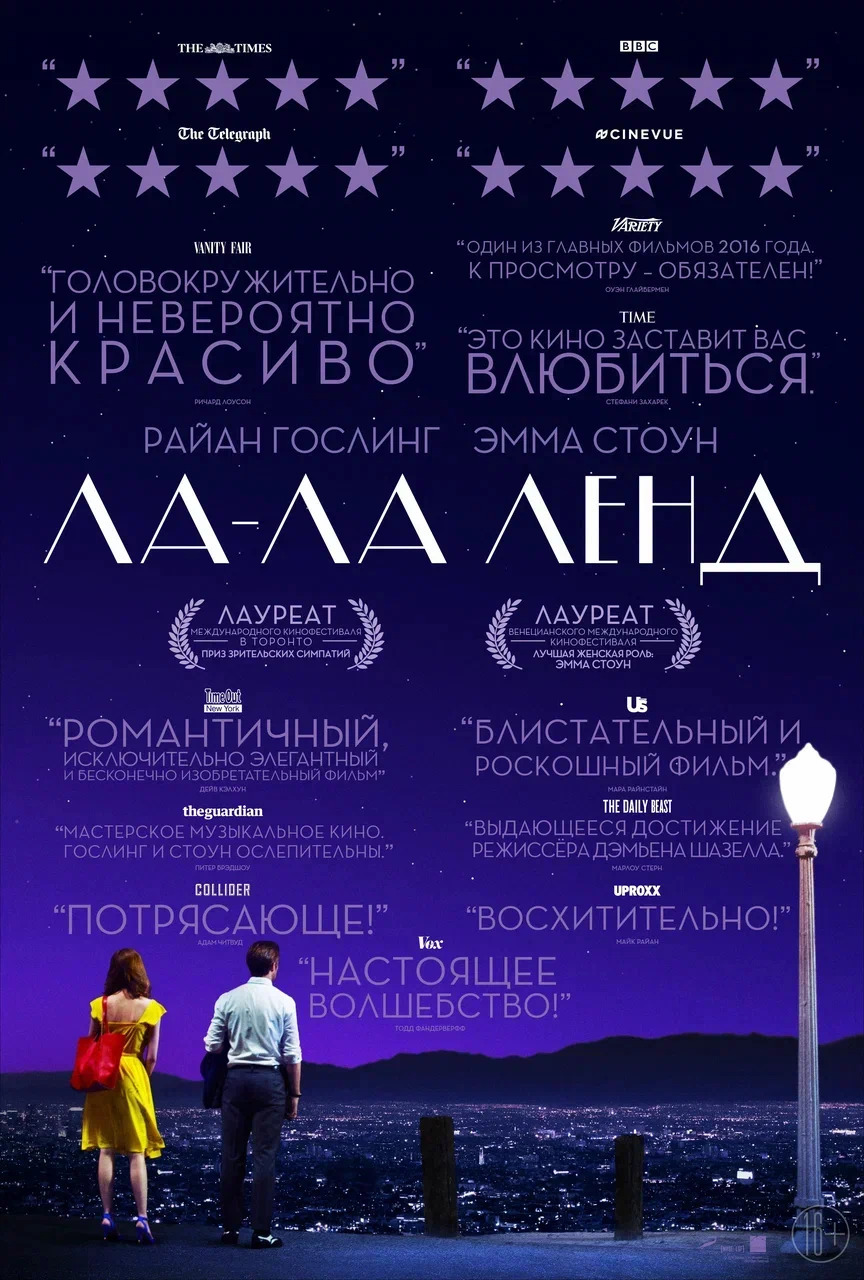 THE TIMES
“★★★★★”
BBC
“★★★★★”
The Telegraph
“★★★★★”
CINEVUE
“★★★★★”
VANITY FAIR
“ГОЛОВОКРУЖИТЕЛЬНО
И НЕВЕРОЯТНО
КРАСИВО”
РИЧАРД ЛОУСОН
VARIETY
“ОДИН ИЗ ГЛАВНЫХ ФИЛЬМОВ 2016 ГОДА.
К ПРОСМОТРУ – ОБЯЗАТЕЛЕН!”
ОУЭН ГЛАЙБЕРМЕН
TIME
“ЭТО КИНО ЗАСТАВИТ ВАС
ВЛЮБИТЬСЯ.”
СТЕФАНИ ЗАХАРЕК
РАЙАН ГОСЛИНГ ЭММА СТОУН
ЛА-ЛА ЛЕНД
ЛАУРЕАТ
МЕЖДУНАРОДНОГО КИНОФЕСТИВАЛЯ
В ТОРОНТО
ПРИЗ ЗРИТЕЛЬСКИХ СИМПАТИЙ
ЛАУРЕАТ
ВЕНЕЦИАНСКОГО МЕЖДУНАРОДНОГО
КИНОФЕСТИВАЛЯ
ЛУЧШАЯ ЖЕНСКАЯ РОЛЬ:
ЭММА СТОУН
TimeOut
New York
“РОМАНТИЧНЫЙ,
ИСКЛЮЧИТЕЛЬНО ЭЛЕГАНТНЫЙ
И БЕСКОНЕЧНО ИЗОБРЕТАТЕЛЬНЫЙ ФИЛЬМ”
ДЕЙВ КЭЛХУН
Us
“БЛИСТАТЕЛЬНЫЙ И
РОСКОШНЫЙ ФИЛЬМ.”
МАРА РАЙНСТАЙН
theguardian
“МАСТЕРСКОЕ МУЗЫКАЛЬНОЕ КИНО.
ГОСЛИНГ И СТОУН ОСЛЕПИТЕЛЬНЫ.”
ПИТЕР БРЭДШОУ
THE DAILY BEAST
“ВЫДАЮЩЕЕСЯ ДОСТИЖЕНИЕ
РЕЖИССЁРА ДЭМЬЕНА ШАЗЕЛЛА.”
МАРЛОУ СТЕРН
COLLIDER
“ПОТРЯСАЮЩЕ!”
АДАМ ЧИТВУД
UPROXX
“ВОСХИТИТЕЛЬНО!”
МАЙК РАЙАН
Vox
“НАСТОЯЩЕЕ
ВОЛШЕБСТВО!”
ТОДД ФАНДЕРВЕРФФ
16+